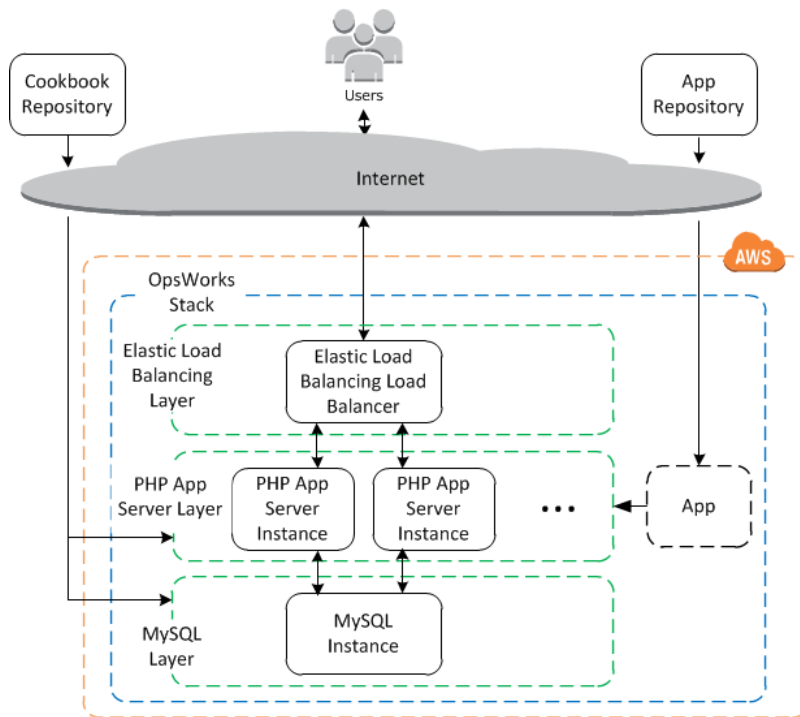 Cookbook
Repository
Users
App
Repository
Internet
AWS
OpsWorks
Stack
Elastic Load
Balancing
Layer
Elastic Load
Balancing Load
Balancer
PHP App
Server Layer
PHP App
Server
Instance
PHP App
Server
Instance
...
App
MySQL
Layer
MySQL
Instance